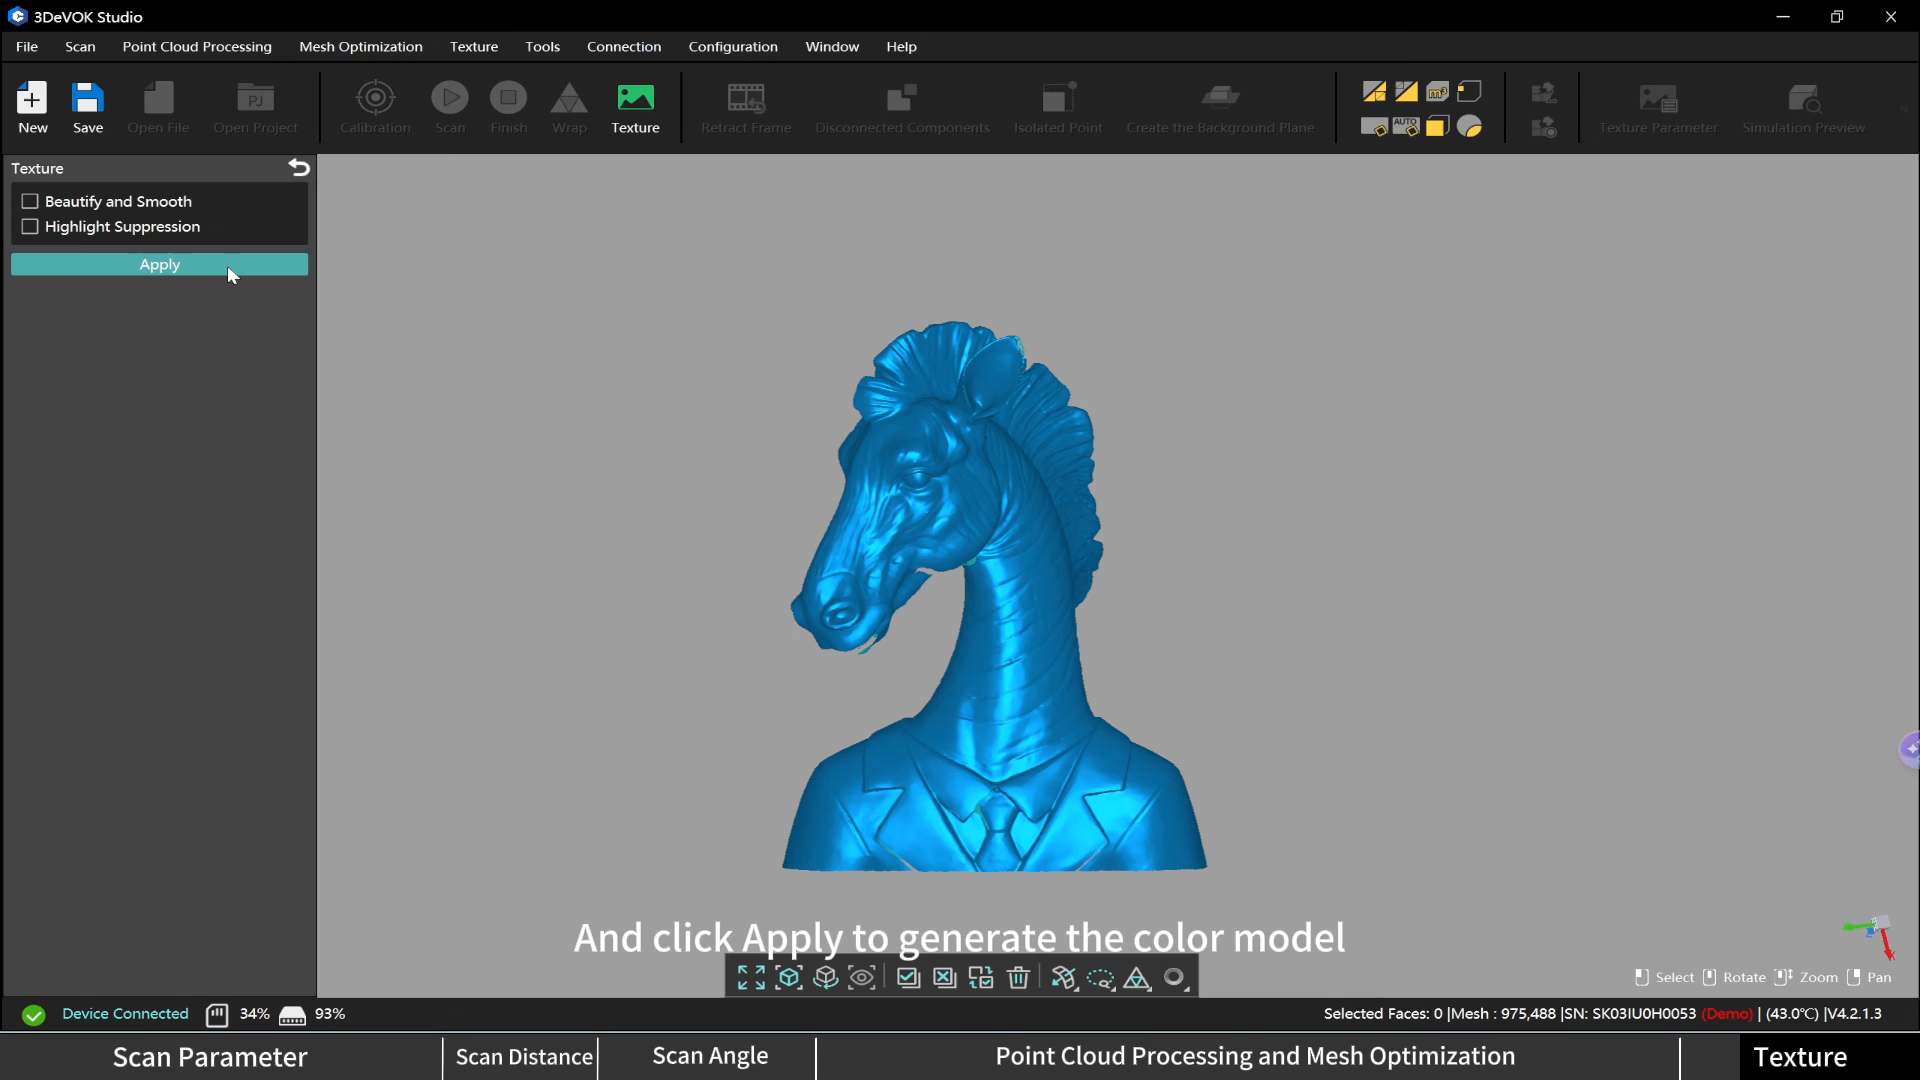 3DeVOK Studio
File Scan Point Cloud Processing Mesh Optimization Texture Tools Connection Configuration Window Help
PJ m³ AUTO
New Save Open File Open Project Calibration Scan Finish Wrap Texture Retract Frame Disconnected Components Isolated Point Create the Background Plane Texture Parameter Simulation Preview
Texture
Beautify and Smooth
Highlight Suppression
Apply
And click Apply to generate the color model
Select Rotate Zoom Pan
Device Connected 34% 93% Selected Faces: 0 |Mesh : 975,488 |SN: SK03IU0H0053 (Demo) | (43.0℃) |V4.2.1.3
Scan Parameter Scan Distance Scan Angle Point Cloud Processing and Mesh Optimization Texture